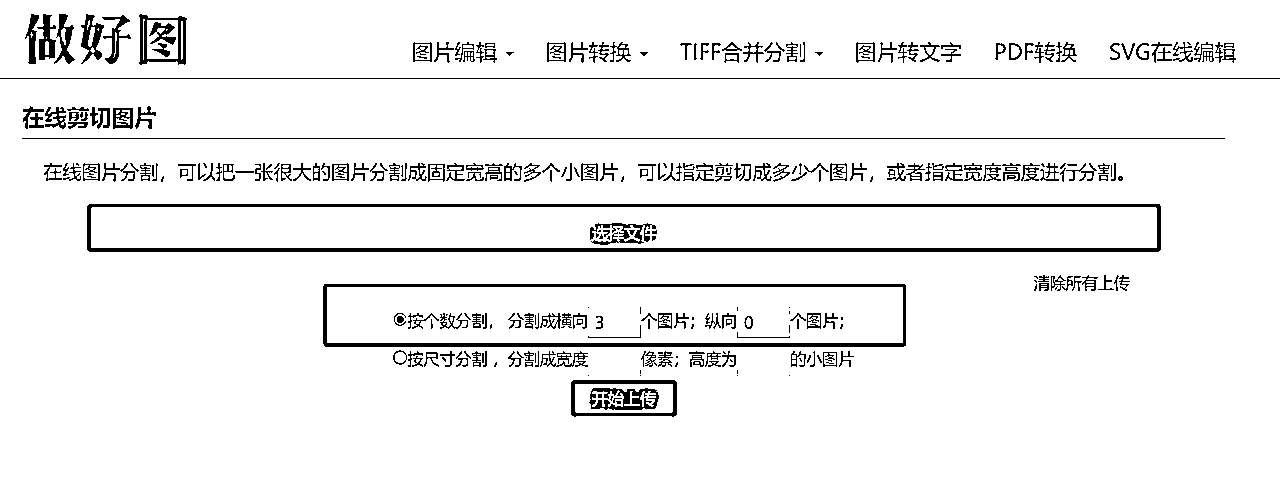 做好图
图片编辑 图片转换 TIFF合并分割 图片转文字 PDF转换 SVG在线编辑
在线剪切图片
在线图片分割，可以把一张很大的图片分割成固定宽高的多个小图片，可以指定剪切成多少个图片，或者指定宽度高度进行分割。
选择文件
清除所有上传
按个数分割， 分割成横向 3 个图片；纵向 0 个图片；
按尺寸分割 ，分割成宽度 像素；高度为 的小图片
开始上传